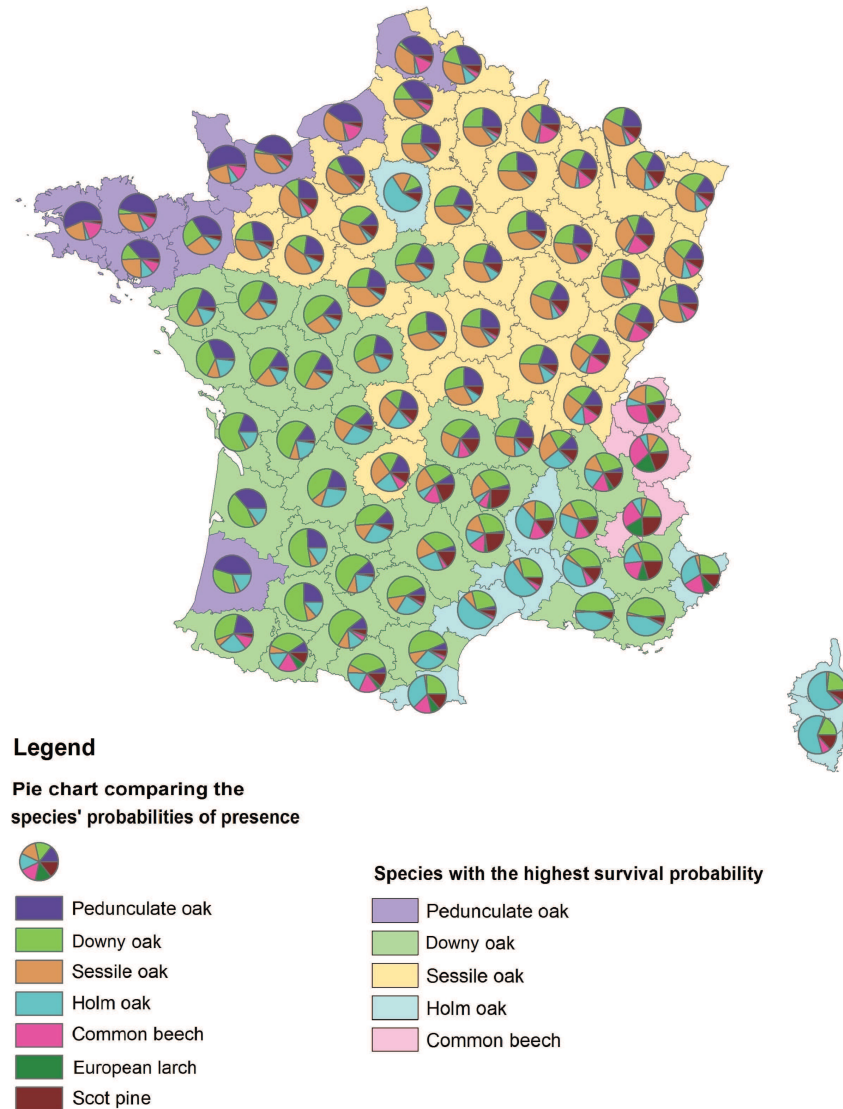 Legend
Pie chart comparing the
species' probabilities of presence
Pedunculate oak
Downy oak
Sessile oak
Holm oak
Common beech
European larch
Scot pine
Species with the highest survival probability
Pedunculate oak
Downy oak
Sessile oak
Holm oak
Common beech